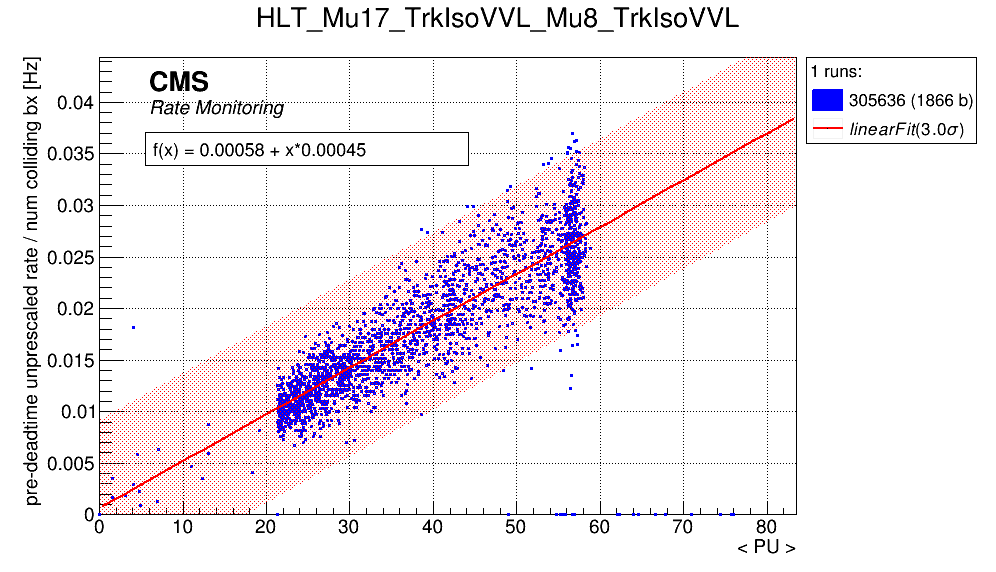 HLT_Mu17_TrkIsoVVL_Mu8_TrkIsoVVL
pre-deadtime unprescaled rate / num colliding bx [Hz]
CMS
Rate Monitoring
f(x) = 0.00058 + x*0.00045
1 runs:
305636 (1866 b)
linearFit(3.0σ)
0.04
0.035
0.03
0.025
0.02
0.015
0.01
0.005
0
0 10 20 30 40 50 60 70 80
< PU >